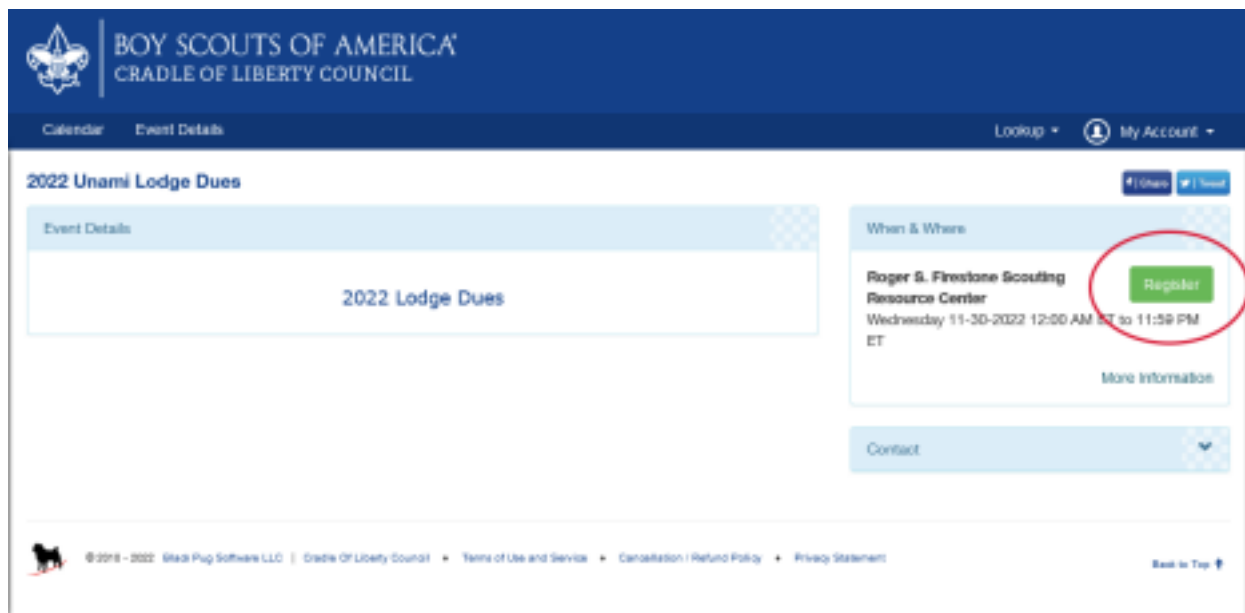 BOY SCOUTS OF AMERICA®
CRADLE OF LIBERTY COUNCIL
Calendar Event Details Lookup My Account
2022 Unami Lodge Dues
Share Tweet
Event Details
2022 Lodge Dues
When & Where
Roger S. Firestone Scouting
Resource Center
Register
Wednesday 11-30-2022 12:00 AM ET to 11:59 PM
ET
More Information
Contact
© 2010 - 2022 Black Pug Software LLC | Cradle Of Liberty Council • Terms of Use and Service • Cancellation / Refund Policy • Privacy Statement
Back to Top